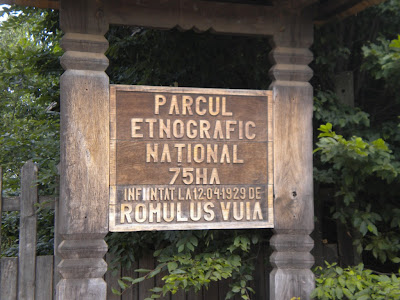 PARCUL
ETNOGRAFIC
NATIONAL
75HA
INFIINTAT LA 12·04·1929 DE
ROMULUS VUIA